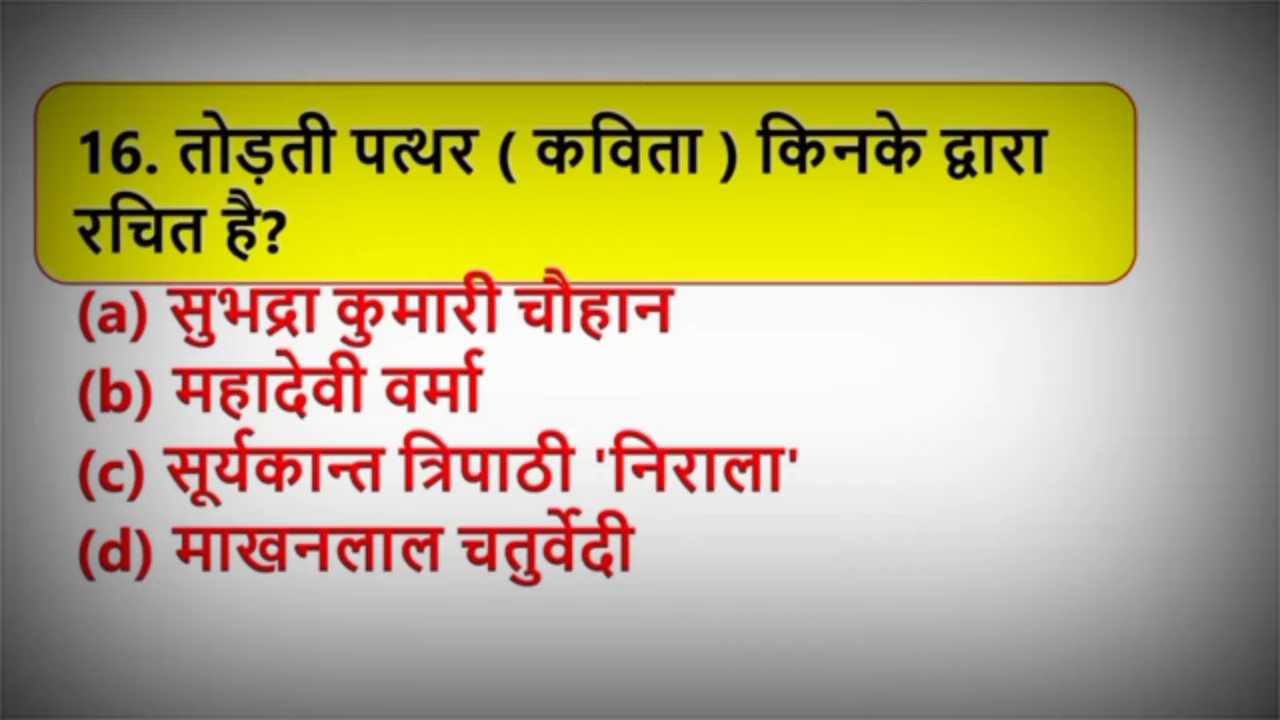 16. तोड़ती पत्थर ( कविता ) किनके द्वारा
रचित है?
(a) सुभद्रा कुमारी चौहान
(b) महादेवी वर्मा
(c) सूर्यकान्त त्रिपाठी 'निराला'
(d) माखनलाल चतुर्वेदी